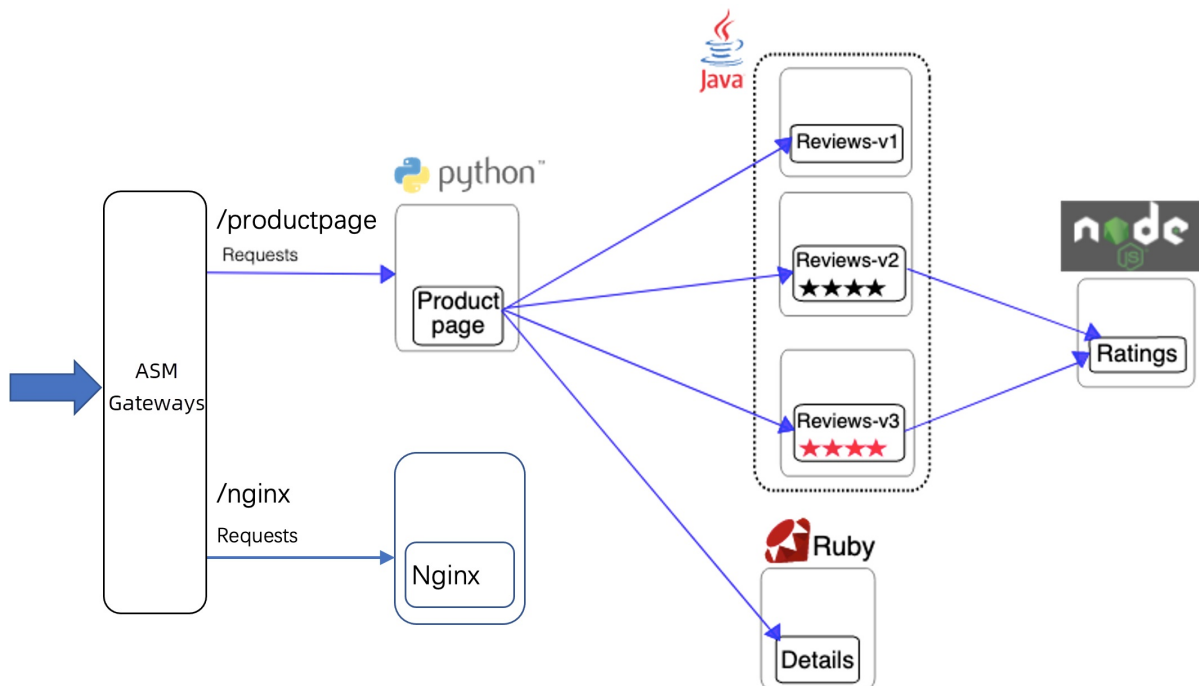 Java
Reviews-v1
python™
/productpage
Requests
Product
page
Reviews-v2
node
JS
Ratings
ASM
Gateways
Reviews-v3
/nginx
Requests
Nginx
Ruby
Details